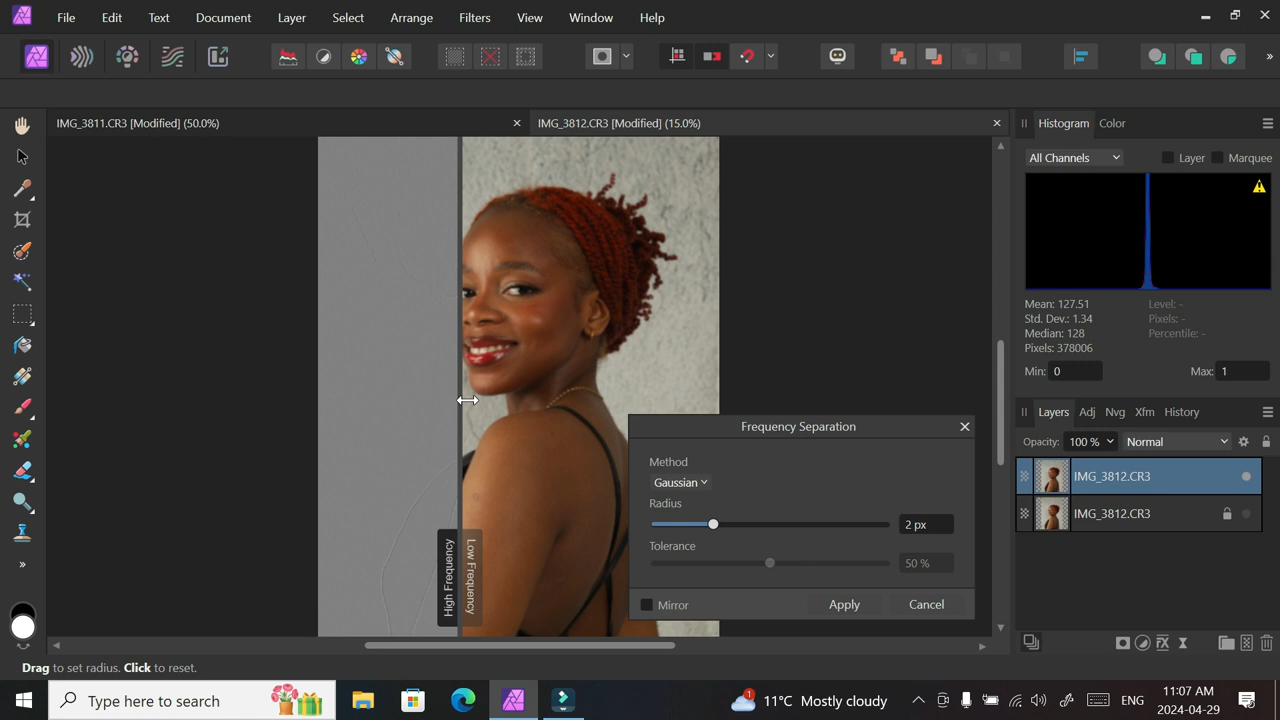 File Edit Text Document Layer Select Arrange Filters View Window Help
IMG_3811.CR3 [Modified] (50.0%)
IMG_3812.CR3 [Modified] (15.0%)
Histogram Color
All Channels Layer Marquee
Mean: 127.51 Level: -
Std. Dev.: 1.34 Pixels: -
Median: 128 Percentile: -
Pixels: 378006
Min: 0 Max: 1
Layers Adj Nvg Xfm History
Opacity: 100 % Normal
IMG_3812.CR3
IMG_3812.CR3
High Frequency
Low Frequency
Frequency Separation
Method
Gaussian
Radius
2 px
Tolerance
50 %
Mirror Apply Cancel
Drag to set radius. Click to reset.
Type here to search
1 11°C Mostly cloudy ENG
11:07 AM
2024-04-29